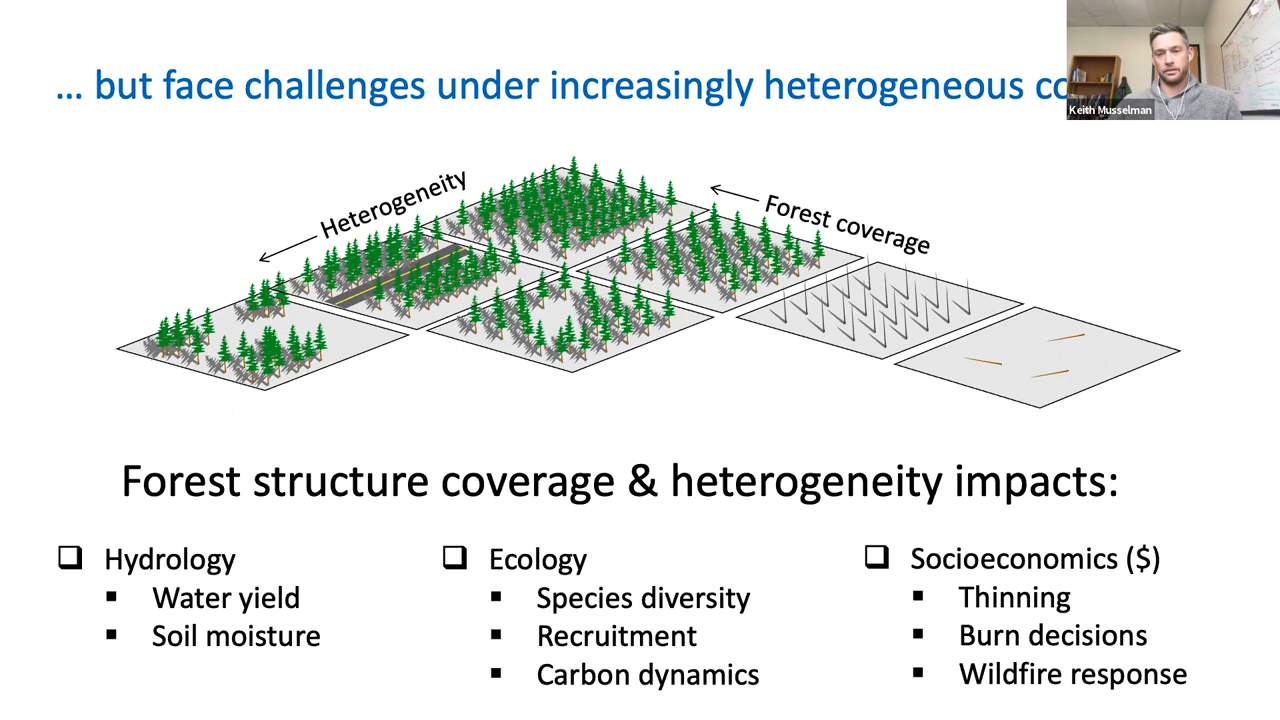 ... but face challenges under increasingly heterogeneous
Keith Musselman
Heterogeneity
Forest coverage
Forest structure coverage & heterogeneity impacts:
Hydrology
Water yield
Soil moisture
Ecology
Species diversity
Recruitment
Carbon dynamics
Socioeconomics ($)
Thinning
Burn decisions
Wildfire response